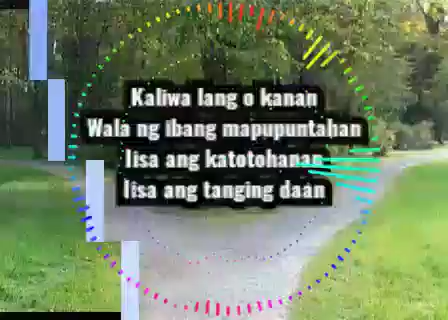 Kaliwa lang o kanan
Wala ng ibang mapupuntahan
Iisa ang katotohanan
Iisa ang tanging daan